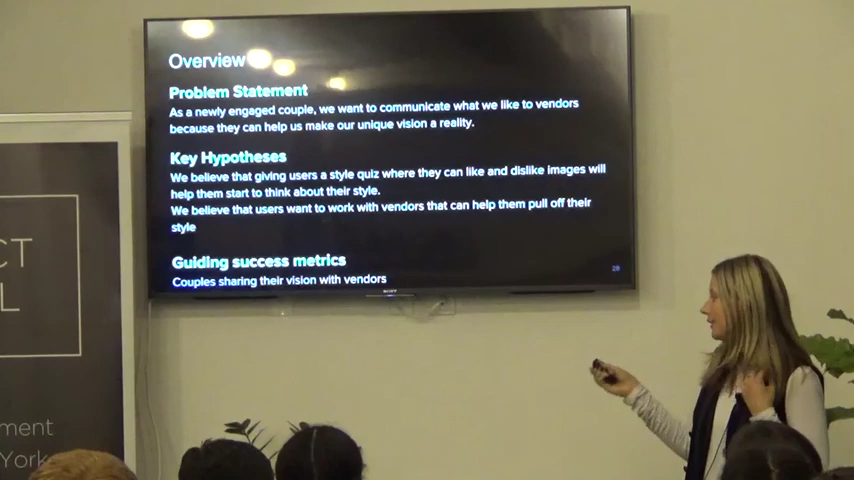 Overview
Problem Statement
As a newly engaged couple, we want to communicate what we like to vendors
because they can help us make our unique vision a reality.
Key Hypotheses
We believe that giving users a style quiz where they can like and dislike images will
help them start to think about their style.
We believe that users want to work with vendors that can help them pull off their
style
Guiding success metrics
Couples sharing their vision with vendors
28
SONY
CT
L
ment
York